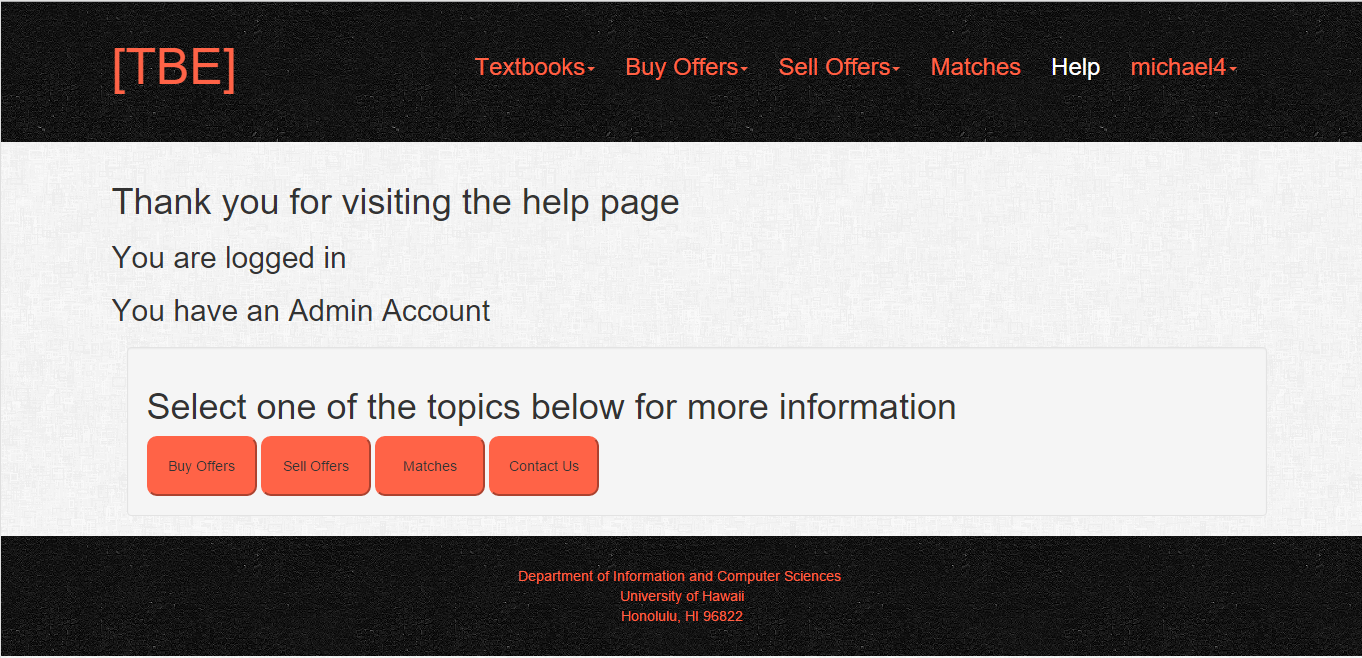 [TBE]
Textbooks Buy Offers Sell Offers Matches Help michael4
Thank you for visiting the help page
You are logged in
You have an Admin Account
Select one of the topics below for more information
Buy Offers Sell Offers Matches Contact Us
Department of Information and Computer Sciences
University of Hawaii
Honolulu, HI 96822